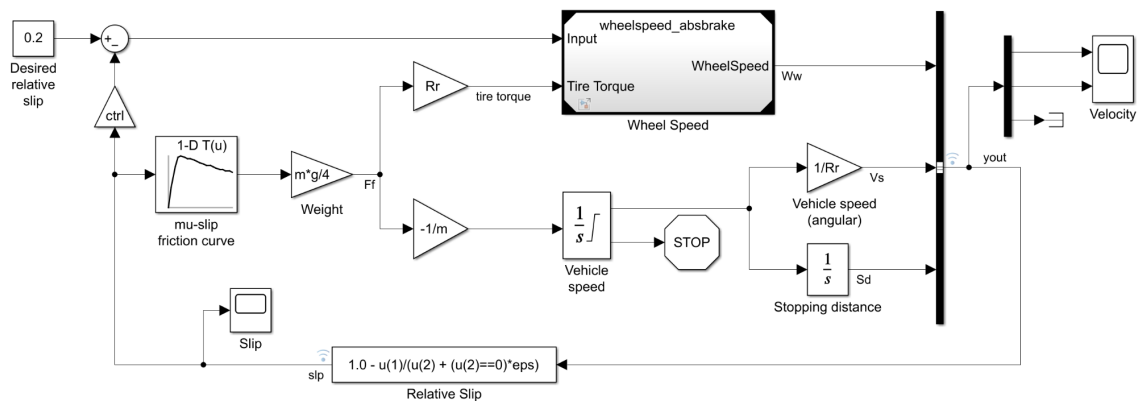 0.2
Desired
relative
slip
+
−
ctrl
1-D T(u)
mu-slip
friction curve
m*g/4
Weight
Ff
Rr
tire torque
-1/m
wheelspeed_absbrake
Input
WheelSpeed
Tire Torque
Wheel Speed
Ww
1
s
Vehicle
speed
STOP
1/Rr
Vs
Vehicle speed
(angular)
1
s
Sd
Stopping distance
yout
Velocity
Slip
slp
1.0 - u(1)/(u(2) + (u(2)==0)*eps)
Relative Slip